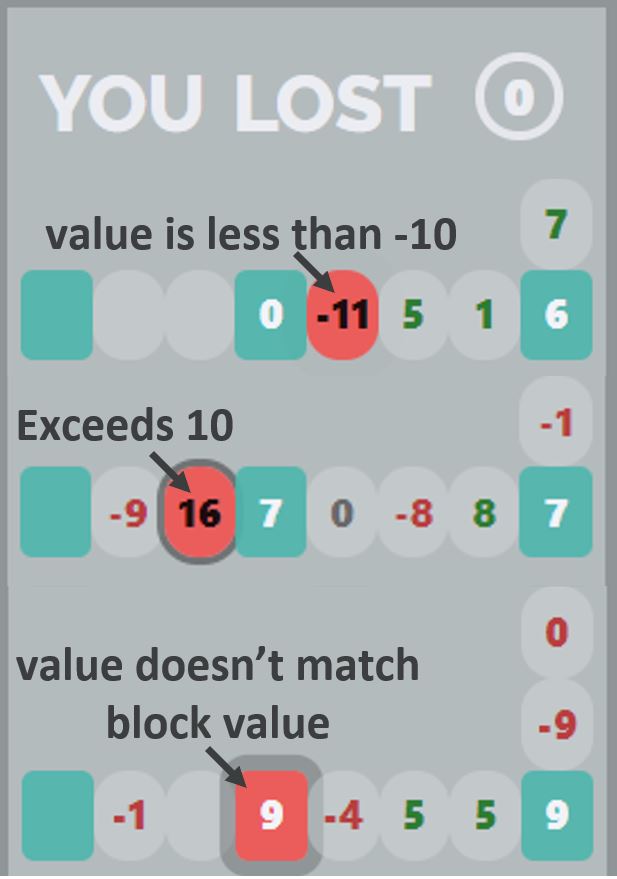 YOU LOST 0
7
value is less than -10
0 -11 5 1 6
-1
Exceeds 10
-9 16 7 0 -8 8 7
0
value doesn’t match
-9
block value
-1 9 -4 5 5 9